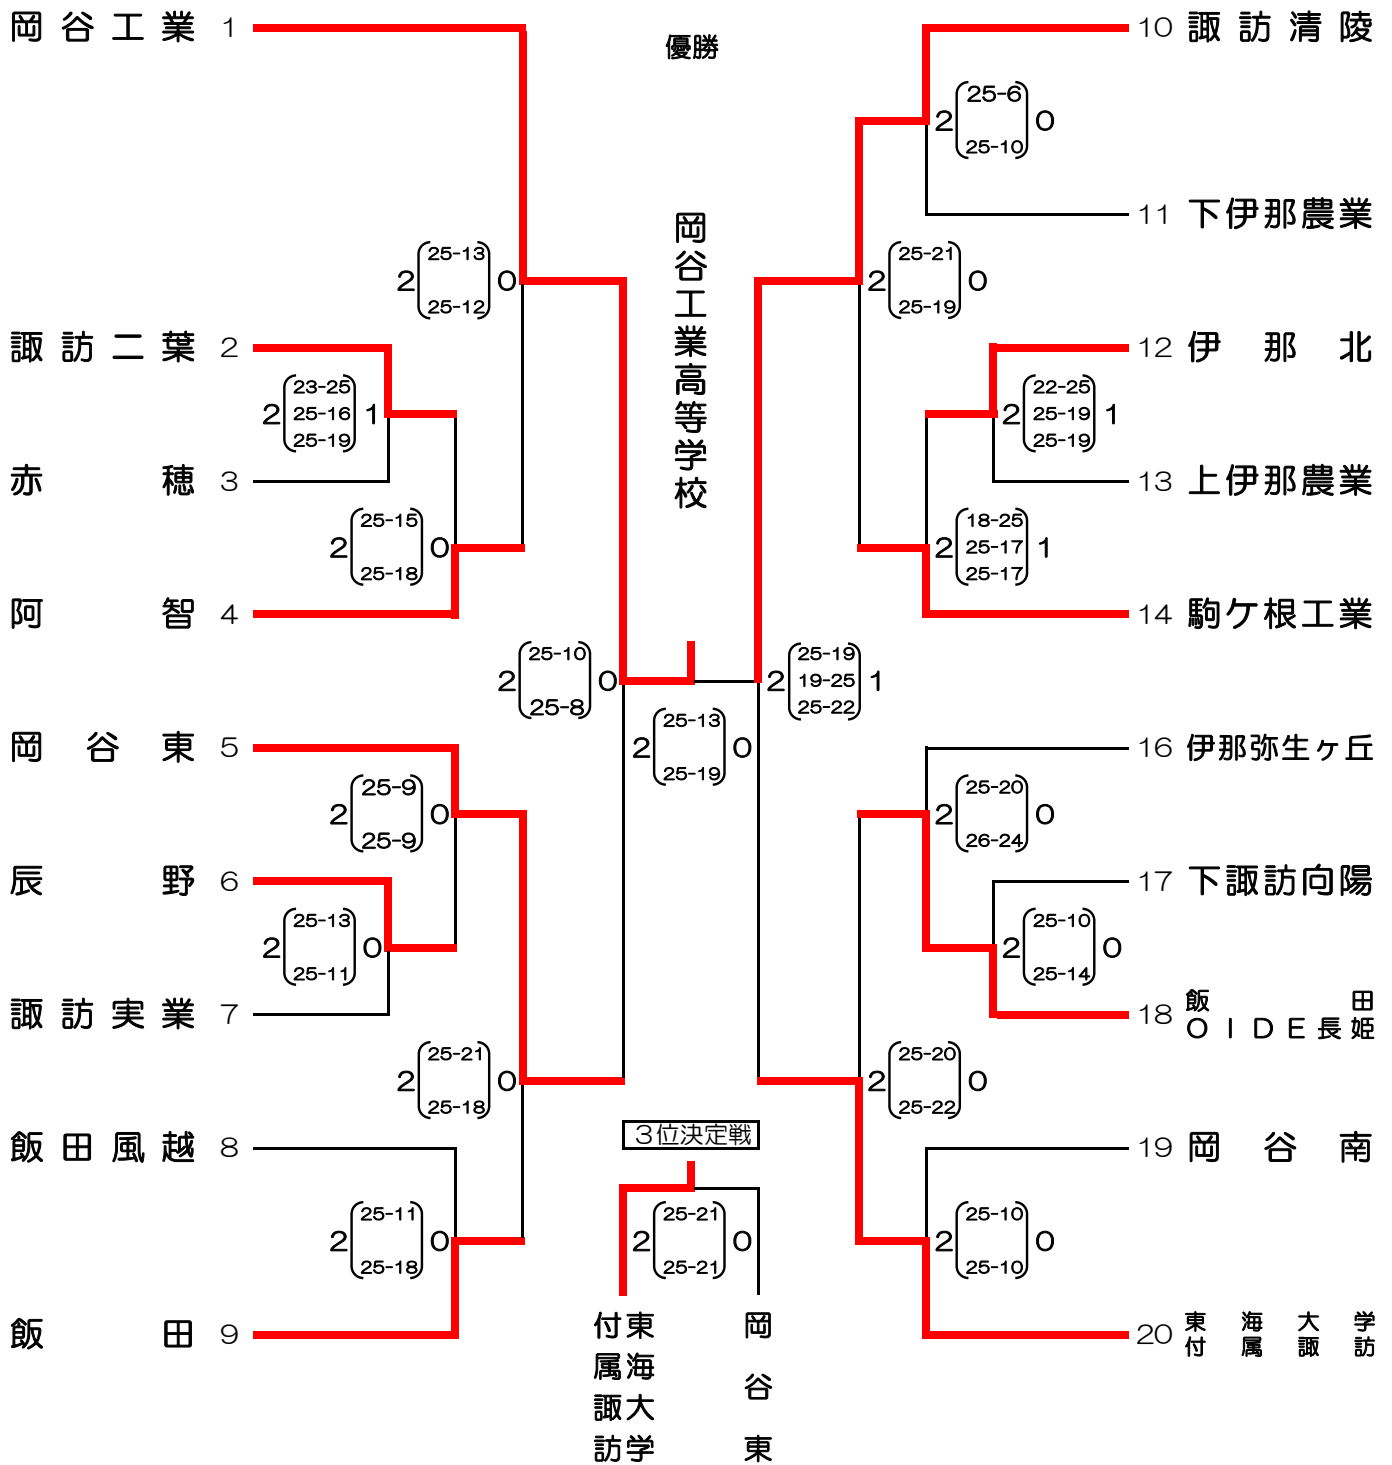 岡谷工業 1
優勝
岡谷工業高等学校
2 25-13 0
25-12
諏訪二葉 2
2 23-25 1
25-16
25-19
赤穂 3
2 25-15 0
25-18
阿智 4
2 25-10 0
25-8
岡谷東 5
2 25-9 0
25-9
辰野 6
2 25-13 0
25-11
諏訪実業 7
2 25-21 0
25-18
飯田風越 8
2 25-11 0
25-18
飯田 9
2 25-13 0
25-19
3位決定戦
2 25-21 0
25-21
東海大学
付属諏訪
岡谷東
10 諏訪清陵
2 25-6 0
25-10
11 下伊那農業
2 25-21 0
25-19
12 伊那北
2 22-25 1
25-19
25-19
13 上伊那農業
2 18-25 1
25-17
25-17
14 駒ケ根工業
2 25-19 1
19-25
25-22
16 伊那弥生ヶ丘
2 25-20 0
26-24
17 下諏訪向陽
2 25-10 0
25-14
18 飯田
OIDE長姫
2 25-20 0
25-22
19 岡谷南
2 25-10 0
25-10
20 東海大学
付属諏訪